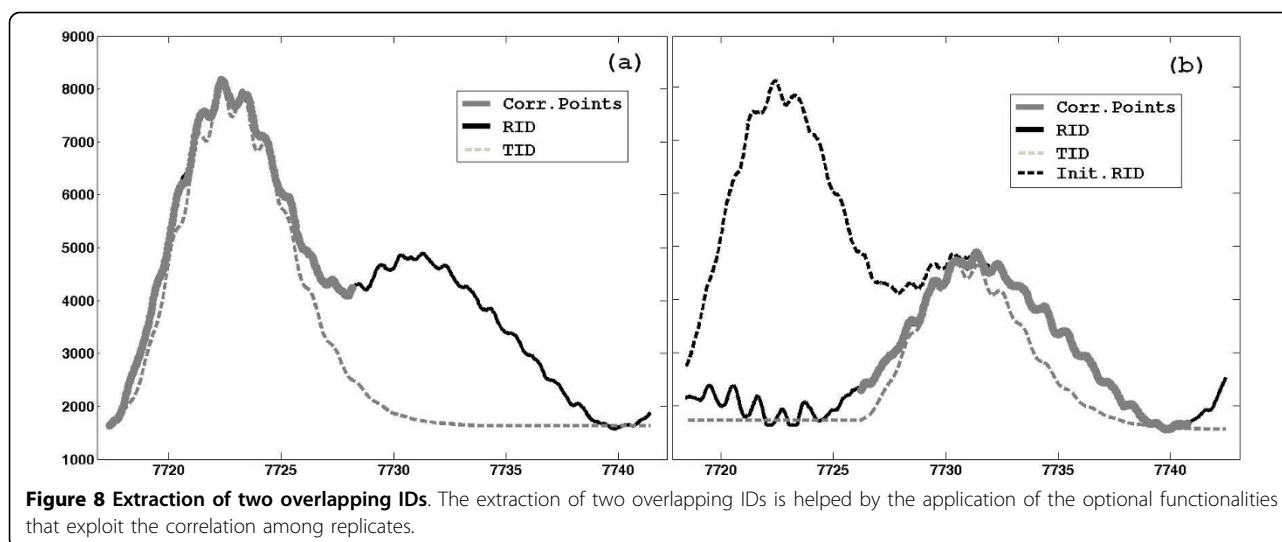 9000
8000
7000
6000
5000
4000
3000
2000
1000
(a)
Corr.Points
RID
TID
7720 7725 7730 7735 7740
(b)
Corr.Points
RID
TID
Init.RID
7720 7725 7730 7735 7740
Figure 8 Extraction of two overlapping IDs. The extraction of two overlapping IDs is helped by the application of the optional functionalities
that exploit the correlation among replicates.